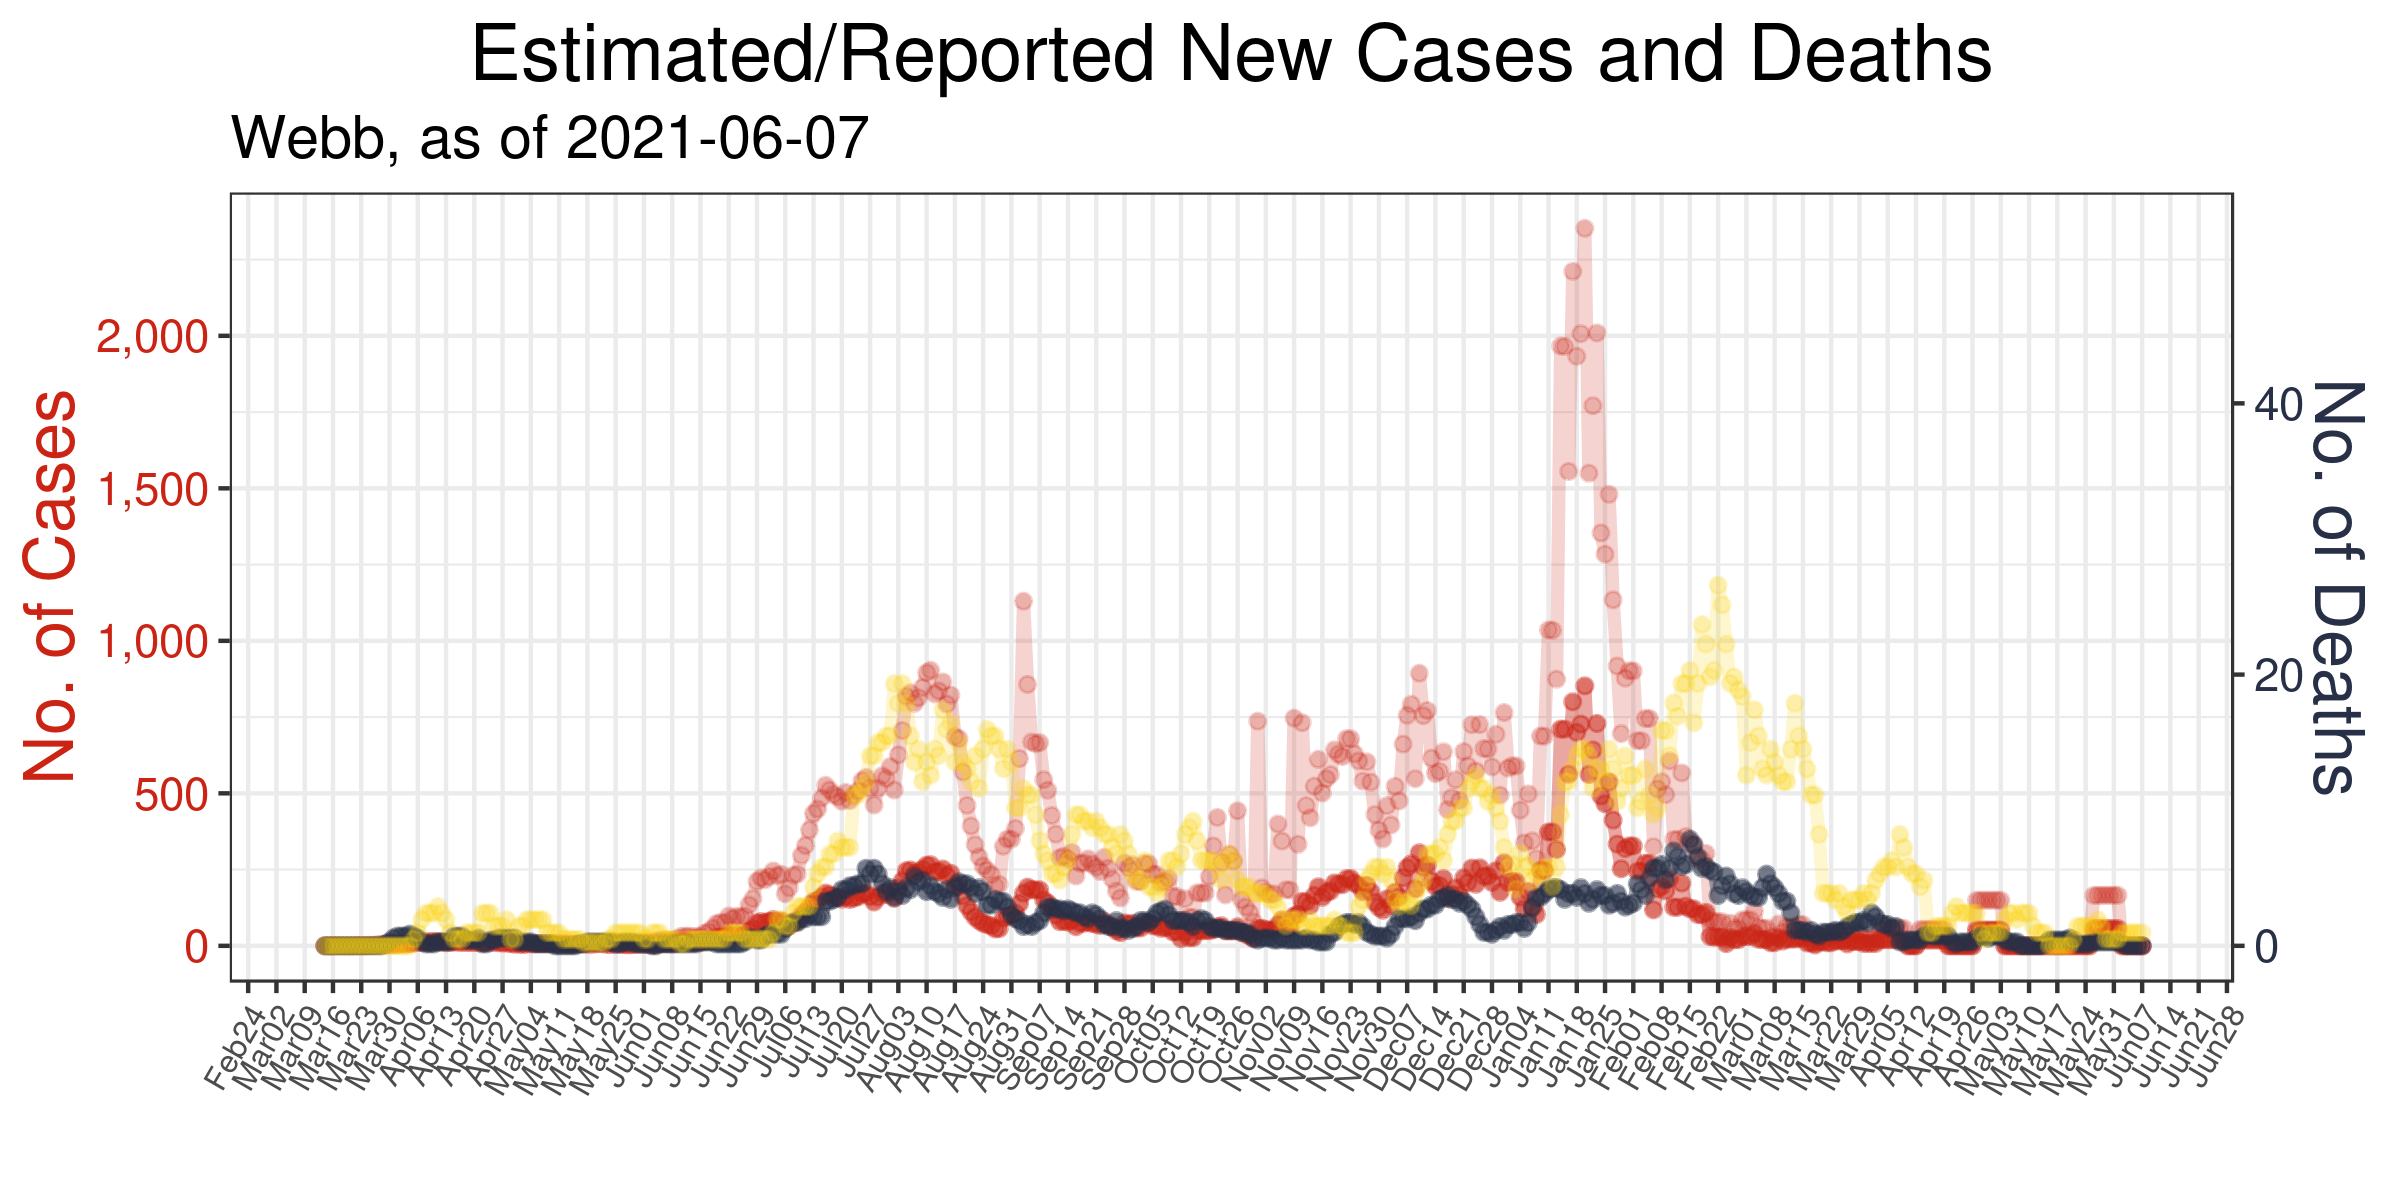 Estimated/Reported New Cases and Deaths
Webb, as of 2021-06-07
No. of Cases
2,000
1,500
1,000
500
0
40
20
0
No. of Deaths
Feb24
Mar02
Mar09
Mar16
Mar23
Mar30
Apr06
Apr13
Apr20
Apr27
May04
May11
May18
May25
Jun01
Jun08
Jun15
Jun22
Jun29
Jul06
Jul13
Jul20
Jul27
Aug03
Aug10
Aug17
Aug24
Aug31
Sep07
Sep14
Sep21
Sep28
Oct05
Oct12
Oct19
Oct26
Nov02
Nov09
Nov16
Nov23
Nov30
Dec07
Dec14
Dec21
Dec28
Dec04
Jan11
Jan18
Jan25
Feb01
Feb08
Feb15
Feb22
Mar01
Mar08
Mar15
Mar22
Mar29
Apr05
Apr12
Apr19
Apr26
May03
May10
May17
May24
May31
May07
Jun14
Jun21
Jun28